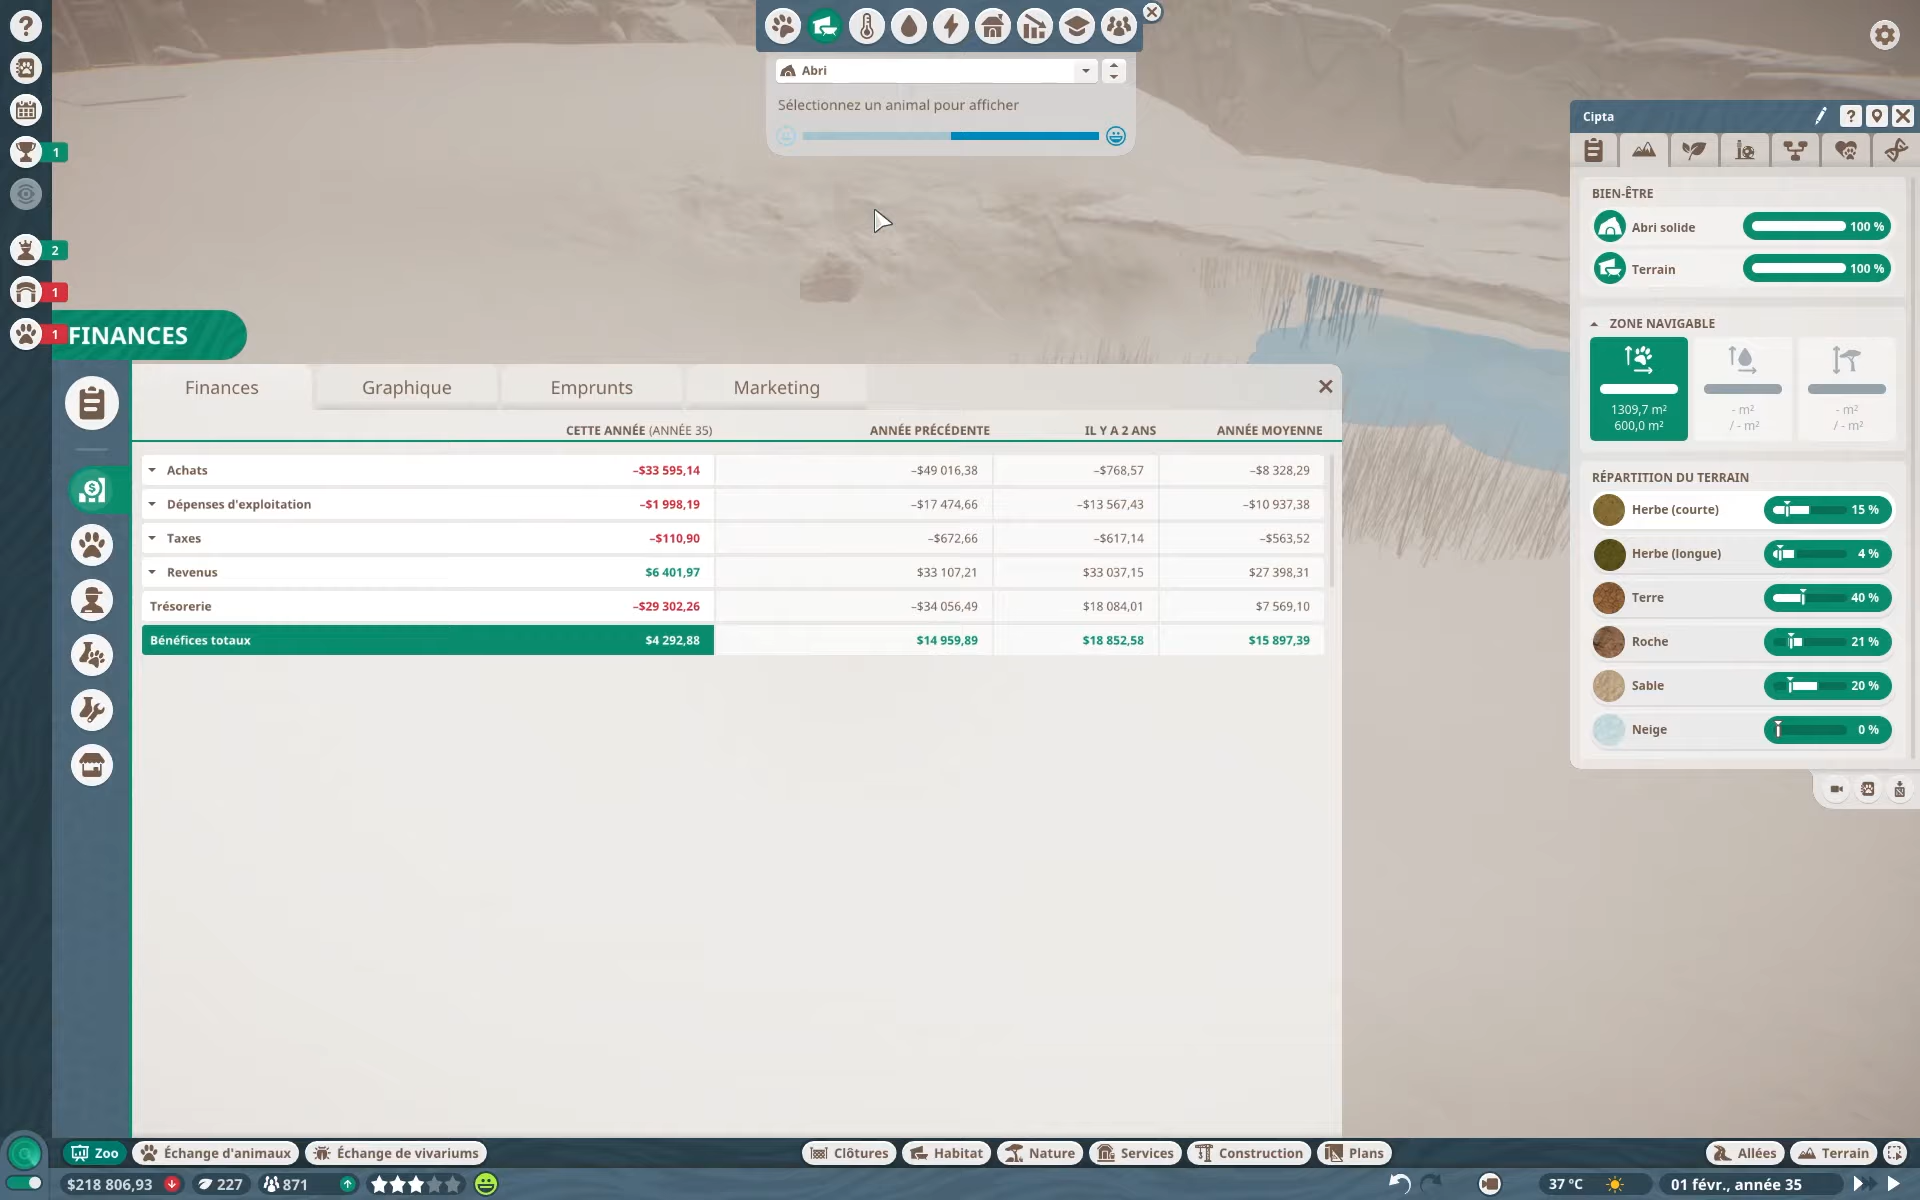 Abri
Sélectionnez un animal pour afficher
1
2
1
1
FINANCES
Finances
Graphique
Emprunts
Marketing
CETTE ANNÉE (ANNÉE 35) ANNÉE PRÉCÉDENTE IL Y A 2 ANS ANNÉE MOYENNE
Achats –$33 595,14 –$49 016,38 –$768,57 –$8 328,29
Dépenses d'exploitation –$1 998,19 –$17 474,66 –$13 567,43 –$10 937,38
Taxes –$110,90 –$672,66 –$617,14 –$563,52
Revenus $6 401,97 $33 107,21 $33 037,15 $27 398,31
Trésorerie –$29 302,26 –$34 056,49 $18 084,01 $7 569,10
Bénéfices totaux $4 292,88 $14 959,89 $18 852,58 $15 897,39
Cipta
BIEN-ÊTRE
Abri solide 100 %
Terrain 100 %
ZONE NAVIGABLE
1309,7 m² - m² - m²
600,0 m² / - m² / - m²
RÉPARTITION DU TERRAIN
Herbe (courte) 15 %
Herbe (longue) 4 %
Terre 40 %
Roche 21 %
Sable 20 %
Neige 0 %
Zoo Échange d'animaux Échange de vivariums Clôtures Habitat Nature Services Construction Plans Allées Terrain
$218 806,93 227 871 37 °C 01 févr., année 35